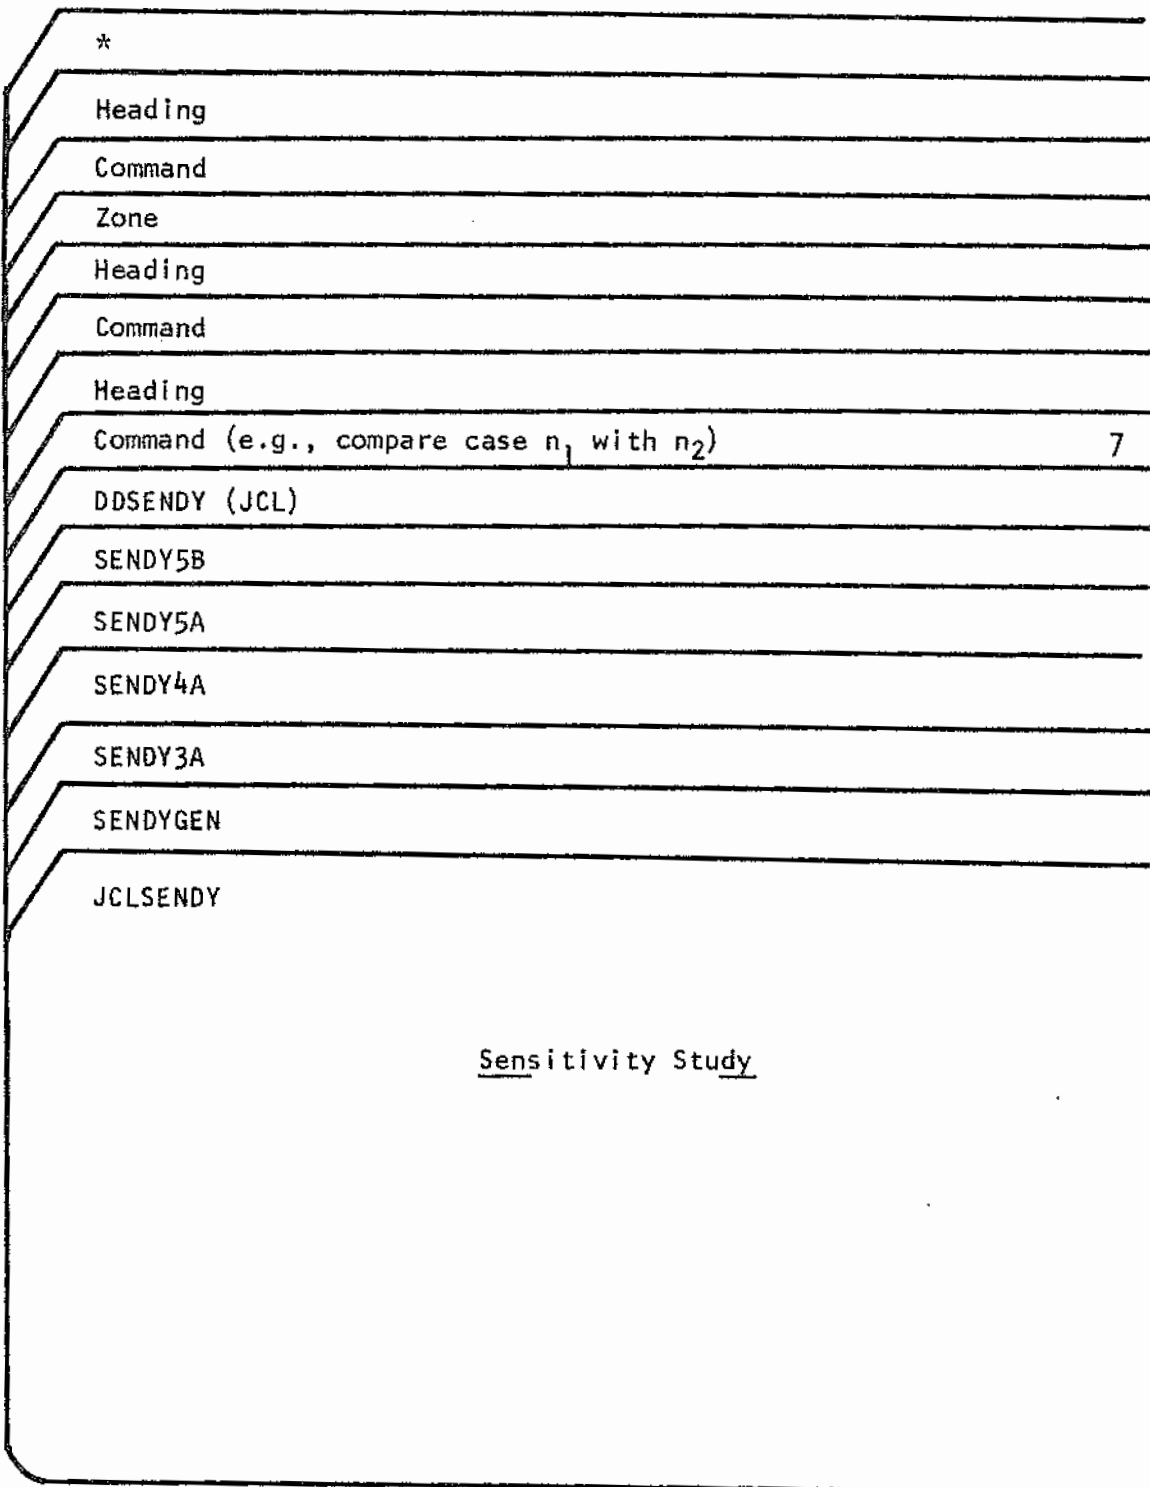 *
Heading
Command
Zone
Heading
Command
Heading
Command (e.g., compare case n₁ with n₂) 7
DDSENDY (JCL)
SENDY5B
SENDY5A
SENDY4A
SENDY3A
SENDYGEN
JCLSENDY
Sensitivity Study